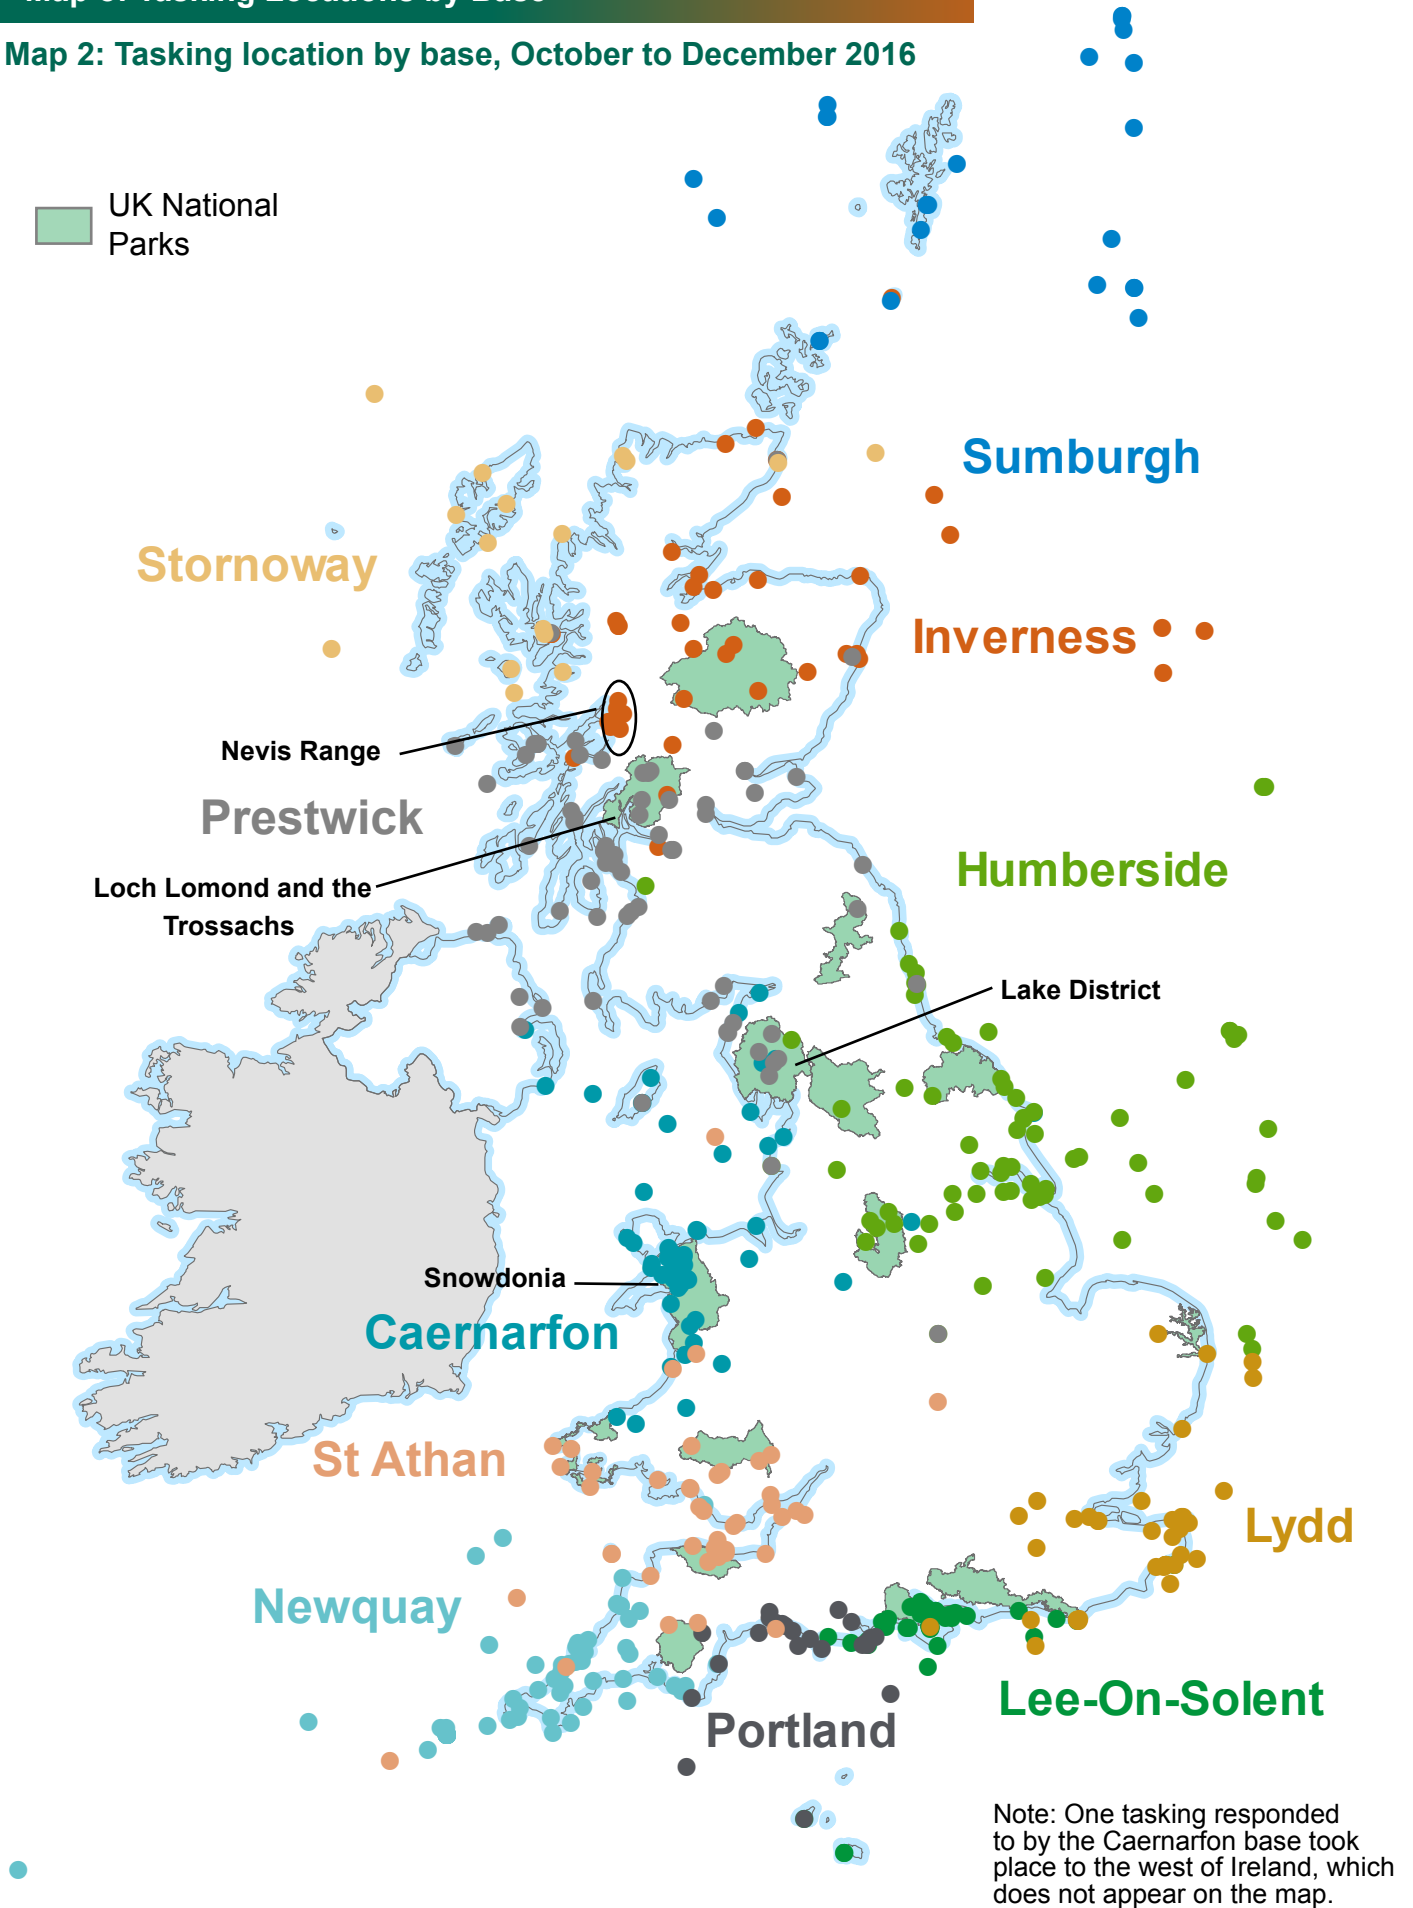 Map 2: Tasking location by base, October to December 2016
UK National
Parks
Sumburgh
Stornoway
Inverness
Nevis Range
Prestwick
Humberside
Loch Lomond and the
Trossachs
Lake District
Snowdonia
Caernarfon
St Athan
Lydd
Newquay
Lee-On-Solent
Portland
Note: One tasking responded
to by the Caernarfon base took
place to the west of Ireland, which
does not appear on the map.